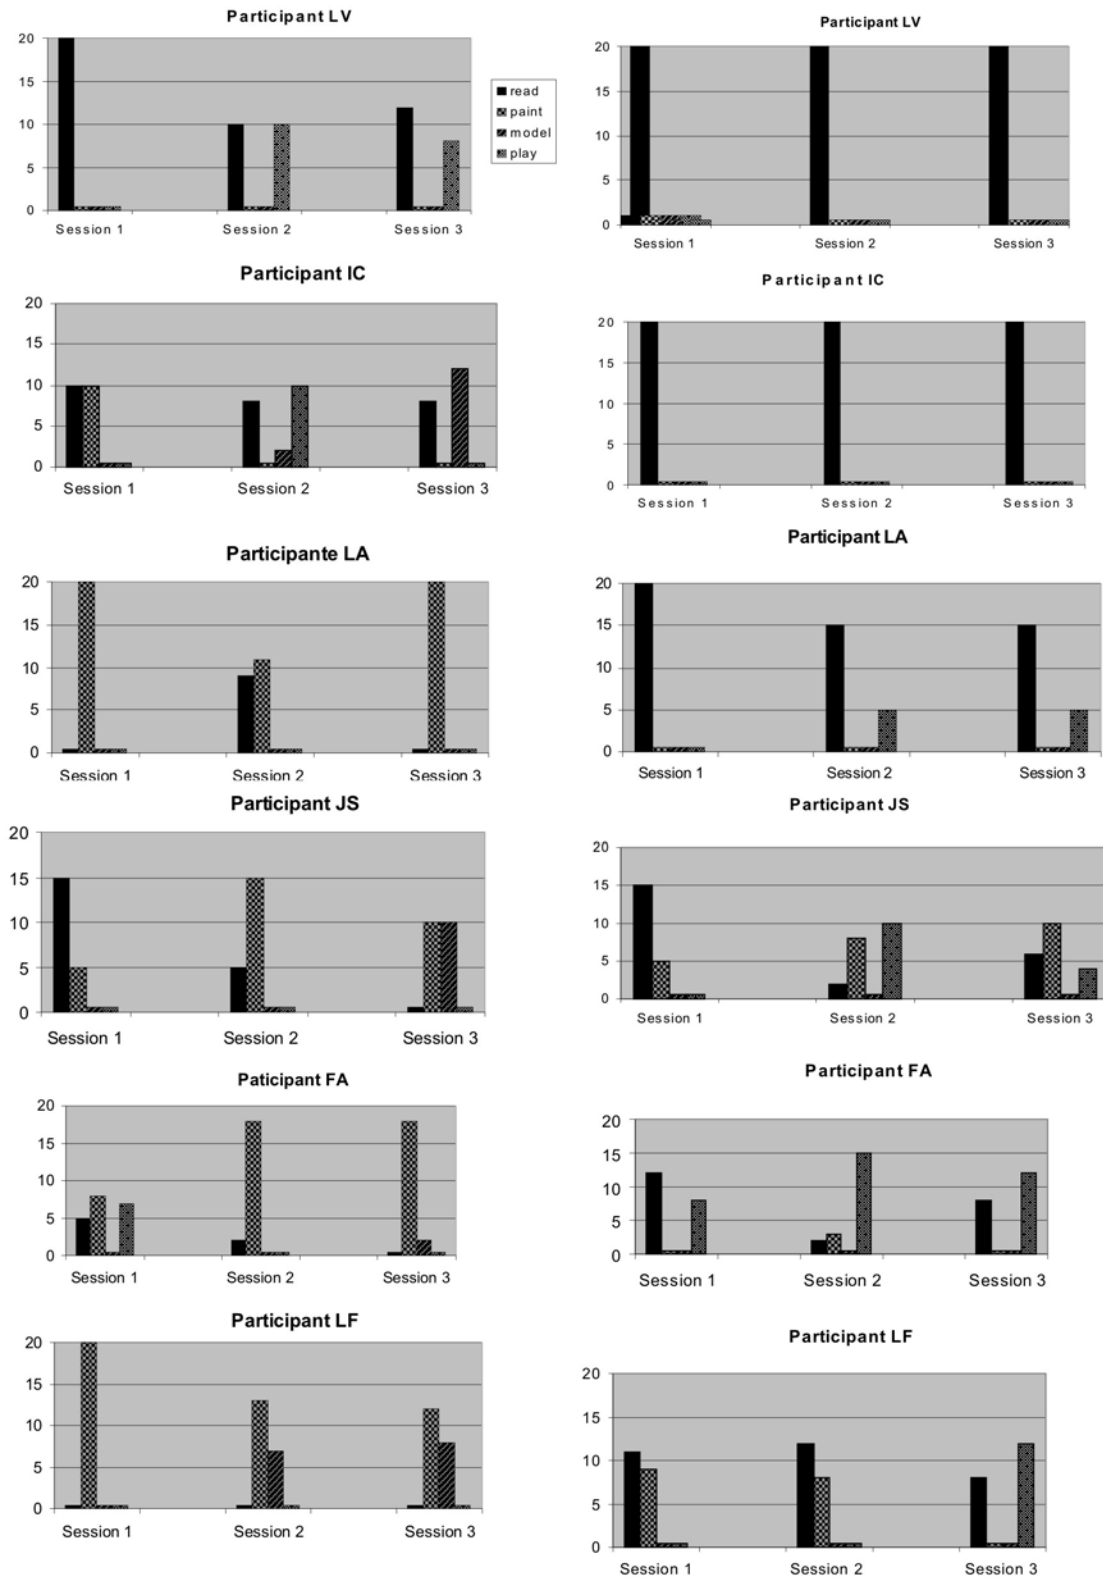 Participant LV
20
15
10
5
0
Session 1
Session 2
Session 3
read
paint
model
play
Participant LV
20
15
10
5
0
Session 1
Session 2
Session 3
Participant IC
20
15
10
5
0
Session 1
Session 2
Session 3
Participant IC
20
15
10
5
0
Session 1
Session 2
Session 3
Participante LA
20
15
10
5
0
Session 1
Session 2
Session 3
Participant LA
20
15
10
5
0
Session 1
Session 2
Session 3
Participant JS
20
15
10
5
0
Session 1
Session 2
Session 3
Participant JS
20
15
10
5
0
Session 1
Session 2
Session 3
Paticipant FA
20
15
10
5
0
Session 1
Session 2
Session 3
Participant FA
20
15
10
5
0
Session 1
Session 2
Session 3
Participant LF
20
15
10
5
0
Session 1
Session 2
Session 3
Participant LF
20
15
10
5
0
Session 1
Session 2
Session 3